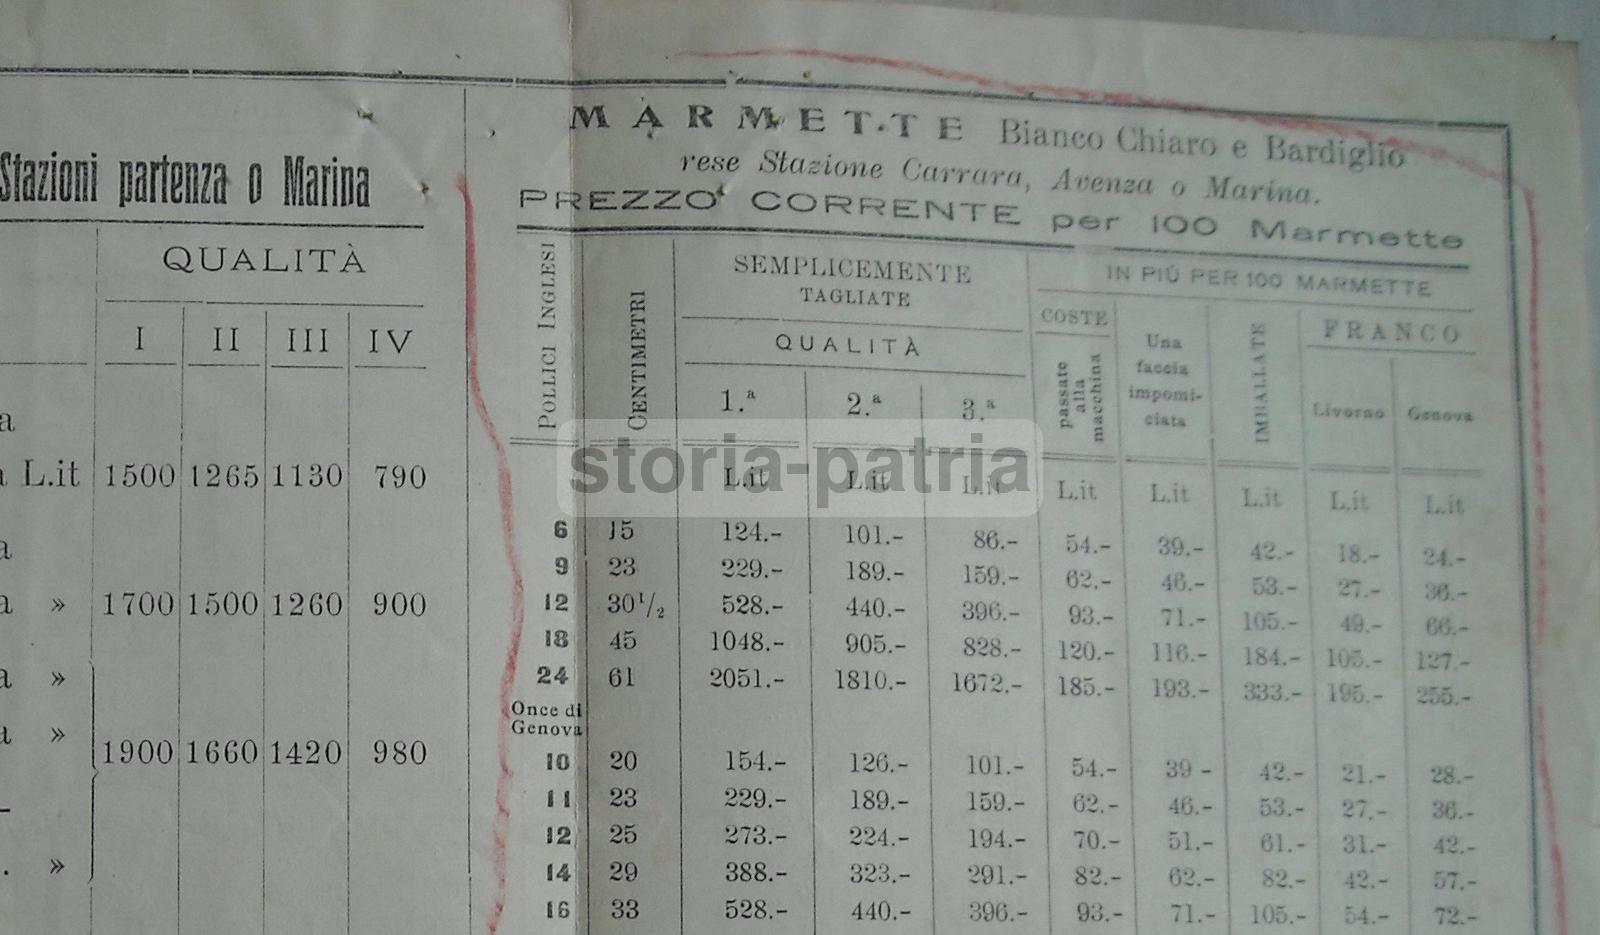 Stazioni partenza o Marina
QUALITÀ
I II III IV
a
a L.it 1500 1265 1130 790
a
a » 1700 1500 1260 900
a »
a »
1900 1660 1420 980
. »
MARMETTE Bianco Chiaro e Bardiglio
rese Stazione Carrara, Avenza o Marina.
PREZZO CORRENTE per 100 Marmette
POLLICI INGLESI
CENTIMETRI
SEMPLICEMENTE
TAGLIATE
QUALITÀ
1.ª 2.ª 3.ª
IN PIÙ PER 100 MARMETTE
COSTE
passate
alla
macchina
Una
faccia
impomi-
ciata
IMBALLATE
FRANCO
Livorno Genova
L.it L.it L.it L.it L.it L.it L.it L.it
6 15 124.- 101.- 86.- 54.- 39.- 42.- 18.- 24.-
9 23 229.- 189.- 159.- 62.- 46.- 53.- 27.- 36.-
12 30 1/2 528.- 440.- 396.- 93.- 71.- 105.- 49.- 66.-
18 45 1048.- 905.- 828.- 120.- 116.- 184.- 105.- 127.-
24 61 2051.- 1810.- 1672.- 185.- 193.- 333.- 195.- 255.-
Once di
Genova
10 20 154.- 126.- 101.- 54.- 39 - 42.- 21.- 28.-
11 23 229.- 189.- 159.- 62.- 46.- 53.- 27.- 36.-
12 25 273.- 224.- 194.- 70.- 51.- 61.- 31.- 42.-
14 29 388.- 323.- 291.- 82.- 62.- 82.- 42.- 57.-
16 33 528.- 440.- 396.- 93.- 71.- 105.- 54.- 72.-
storia-patria